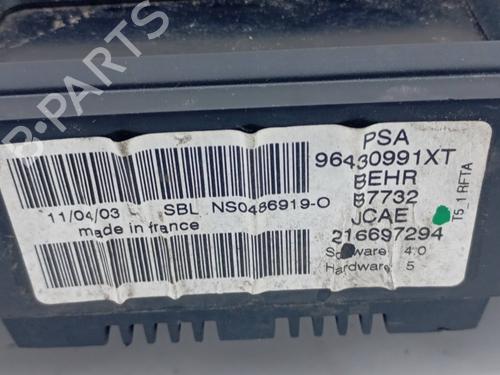 B-PARTS
PSA
96430991XT
BEHR
B7732
JCAE
216697294
Software 4.0
Hardware 5
T5_1 RFTA
11/04/03 SBL NS0486919-O
made in france